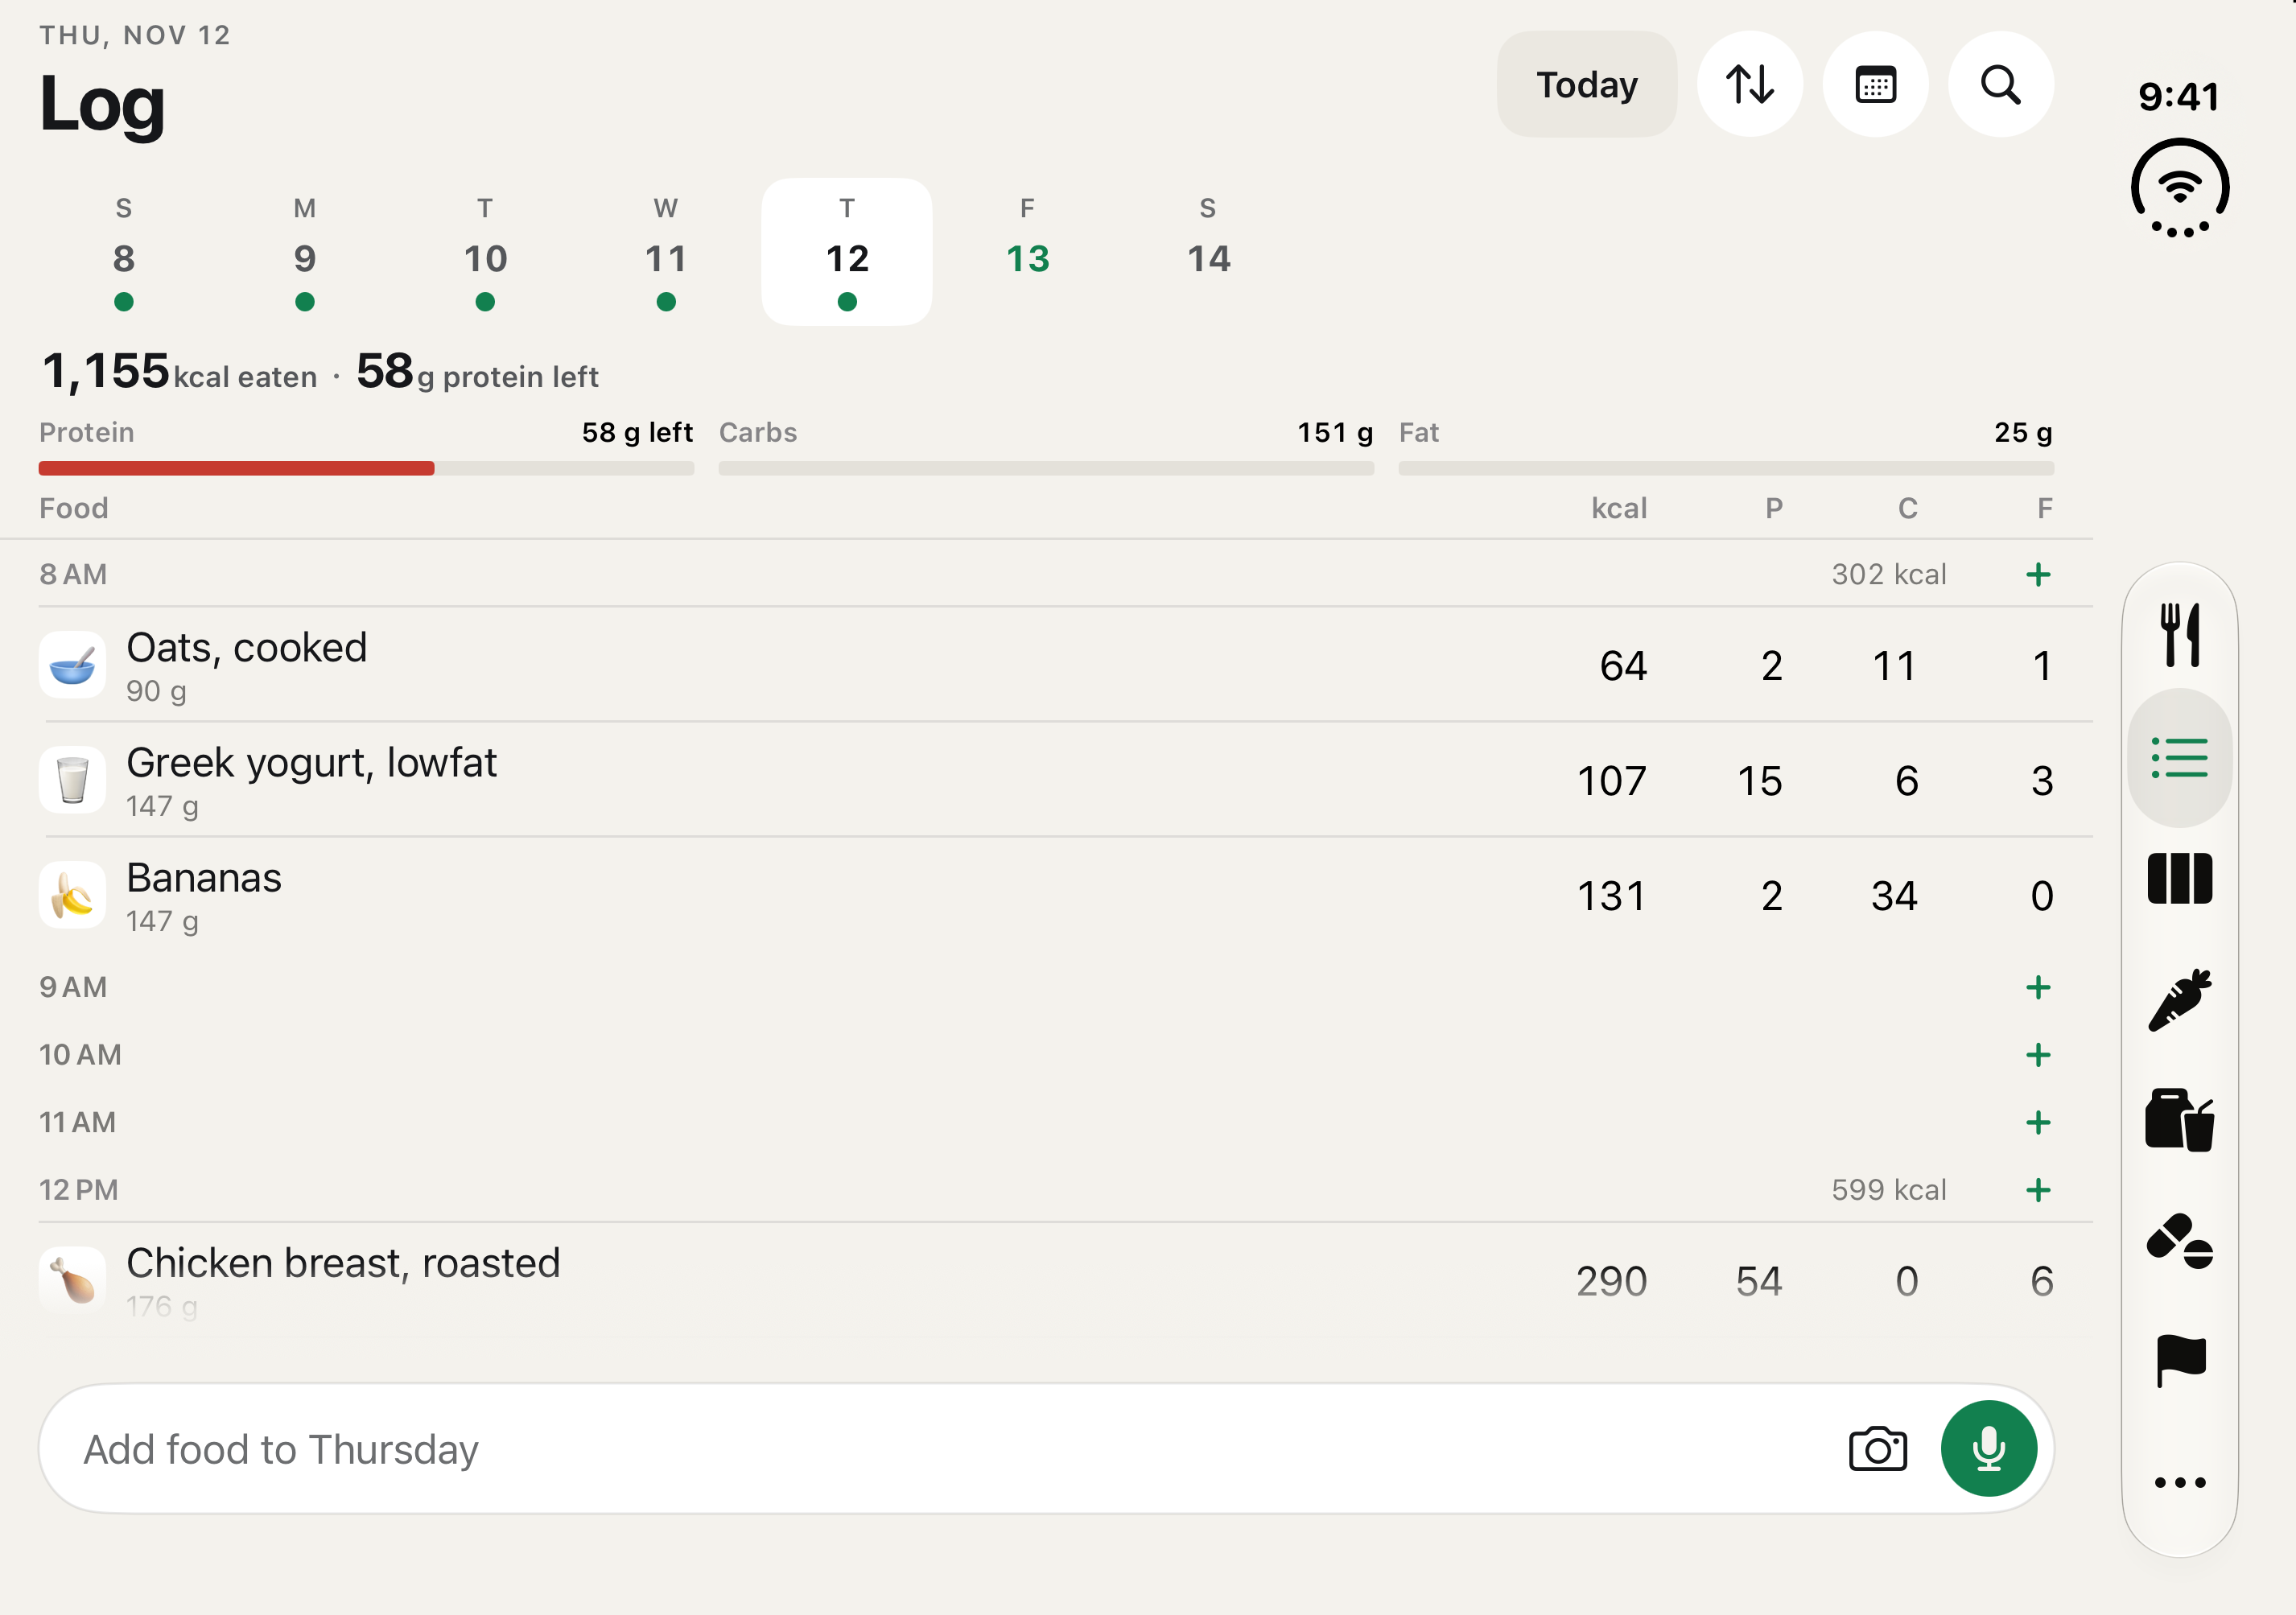 THU, NOV 12
Log
Today
9:41
S M T W T F S
8 9 10 11 12 13 14
1,155 kcal eaten · 58 g protein left
Protein 58 g left Carbs 151 g Fat 25 g
Food kcal P C F
8 AM 302 kcal +
Oats, cooked 64 2 11 1
90 g
Greek yogurt, lowfat 107 15 6 3
147 g
Bananas 131 2 34 0
147 g
9 AM +
10 AM +
11 AM +
12 PM 599 kcal +
Chicken breast, roasted 290 54 0 6
176 g
Add food to Thursday